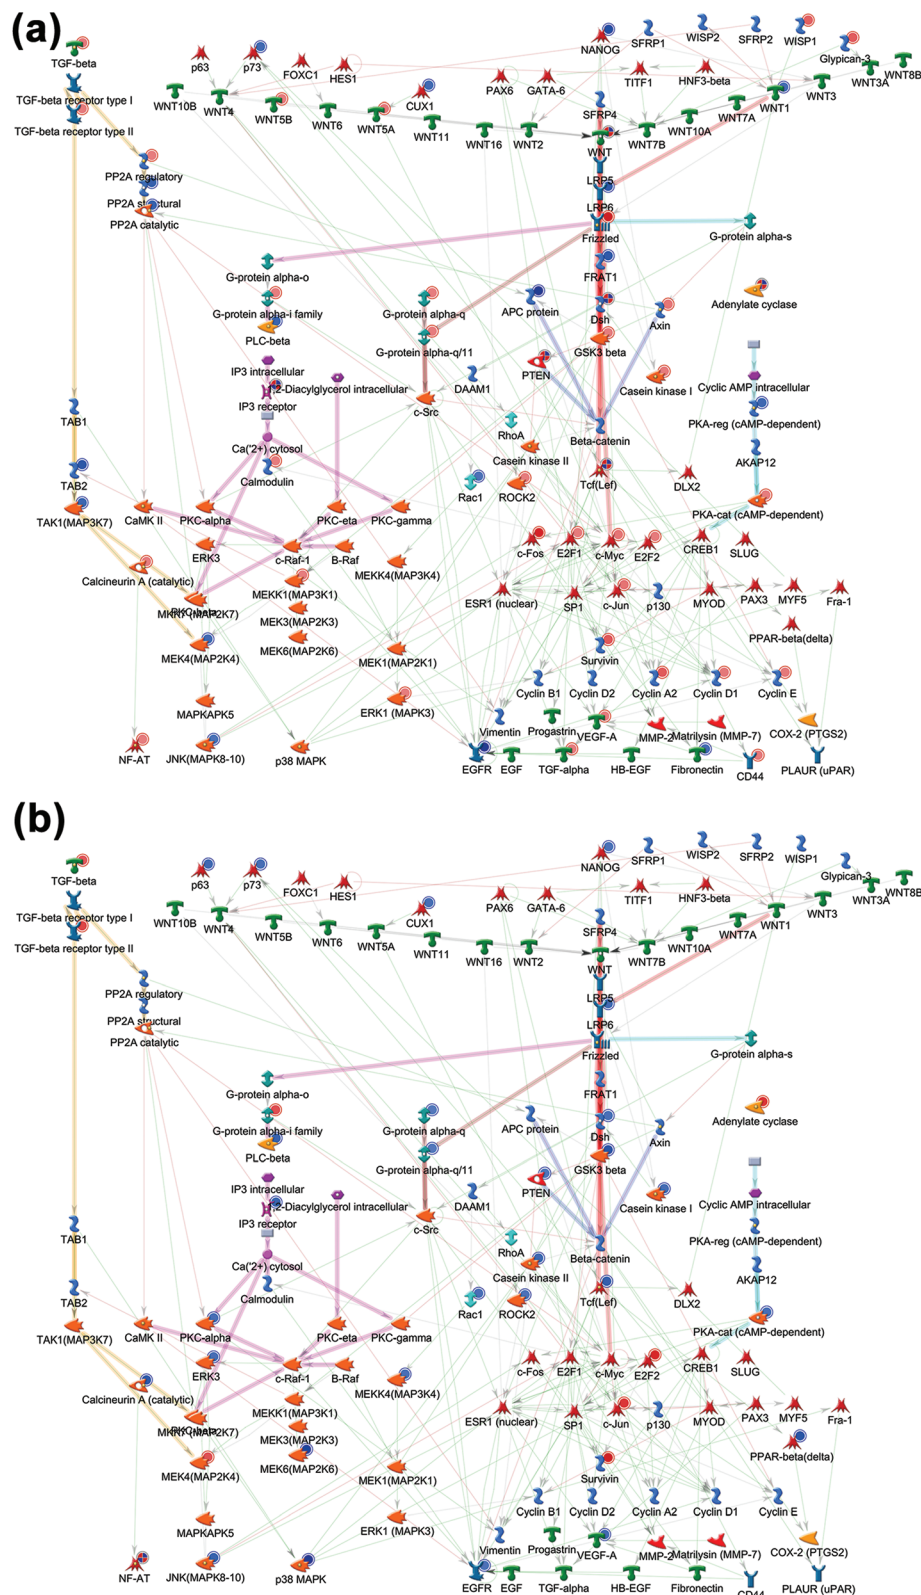 (a)
TGF-beta
p63
p73
FOXC1
HES1
NANOG
SFRP1
WISP2
SFRP2
WISP1
Glypican-3
TGF-beta receptor type I
TGF-beta receptor type II
WNT10B
WNT4
WNT5B
WNT6
WNT5A
CUX1
WNT11
PAX6
GATA-6
TITF1
HNF3-beta
WNT1
WNT3
WNT3A
WNT8B
WNT16
WNT2
SFRP4
WNT
WNT7B
WNT10A
WNT7A
PP2A regulatory
PP2A structural
PP2A catalytic
LRP5
LRP6
Frizzled
G-protein alpha-s
G-protein alpha-o
FRAT1
G-protein alpha-i family
G-protein alpha-q
APC protein
Dsh
Axin
Adenylate cyclase
PLC-beta
G-protein alpha-q/11
GSK3 beta
IP3 intracellular
1,2-Diacylglycerol intracellular
DAAM1
PTEN
Casein kinase I
Cyclic AMP intracellular
IP3 receptor
c-Src
PKA-reg (cAMP-dependent)
TAB1
RhoA
Beta-catenin
Ca('2+) cytosol
Casein kinase II
AKAP12
TAB2
Calmodulin
Rac1
ROCK2
Tcf(Lef)
DLX2
TAK1(MAP3K7)
CaMK II
PKC-alpha
PKC-eta
PKC-gamma
PKA-cat (cAMP-dependent)
ERK3
c-Raf-1
B-Raf
c-Fos
E2F1
c-Myc
E2F2
CREB1
SLUG
Calcineurin A (catalytic)
MEKK4(MAP3K4)
MEKK1(MAP3K1)
PKC-beta
MKK7 (MAP2K7)
ESR1 (nuclear)
SP1
c-Jun
p130
MYOD
PAX3
MYF5
Fra-1
MEK3(MAP2K3)
PPAR-beta(delta)
MEK4(MAP2K4)
MEK6(MAP2K6)
MEK1(MAP2K1)
Survivin
MAPKAPK5
ERK1 (MAPK3)
Cyclin B1
Cyclin D2
Cyclin A2
Cyclin D1
Cyclin E
Vimentin
Progastrin
VEGF-A
MMP-2
Matrilysin (MMP-7)
COX-2 (PTGS2)
NF-AT
JNK(MAPK8-10)
p38 MAPK
EGFR
EGF
TGF-alpha
HB-EGF
Fibronectin
CD44
PLAUR (uPAR)
(b)
TGF-beta
p63
p73
FOXC1
HES1
NANOG
SFRP1
WISP2
SFRP2
WISP1
Glypican-3
TGF-beta receptor type I
TGF-beta receptor type II
WNT10B
WNT4
WNT5B
WNT6
WNT5A
CUX1
WNT11
PAX6
GATA-6
TITF1
HNF3-beta
WNT1
WNT3
WNT3A
WNT8B
WNT16
WNT2
SFRP4
WNT
WNT7B
WNT10A
WNT7A
PP2A regulatory
PP2A structural
PP2A catalytic
LRP5
LRP6
Frizzled
G-protein alpha-s
G-protein alpha-o
FRAT1
G-protein alpha-i family
G-protein alpha-q
APC protein
Dsh
Axin
Adenylate cyclase
PLC-beta
G-protein alpha-q/11
GSK3 beta
IP3 intracellular
1,2-Diacylglycerol intracellular
DAAM1
PTEN
Casein kinase I
Cyclic AMP intracellular
IP3 receptor
c-Src
PKA-reg (cAMP-dependent)
TAB1
RhoA
Beta-catenin
Ca('2+) cytosol
Casein kinase II
AKAP12
TAB2
Calmodulin
Rac1
ROCK2
Tcf(Lef)
DLX2
TAK1(MAP3K7)
CaMK II
PKC-alpha
PKC-eta
PKC-gamma
PKA-cat (cAMP-dependent)
ERK3
c-Raf-1
B-Raf
c-Fos
E2F1
c-Myc
E2F2
CREB1
SLUG
Calcineurin A (catalytic)
MEKK4(MAP3K4)
MEKK1(MAP3K1)
PKC-beta
MKK7 (MAP2K7)
ESR1 (nuclear)
SP1
c-Jun
p130
MYOD
PAX3
MYF5
Fra-1
MEK3(MAP2K3)
PPAR-beta(delta)
MEK4(MAP2K4)
MEK6(MAP2K6)
MEK1(MAP2K1)
Survivin
MAPKAPK5
ERK1 (MAPK3)
Cyclin B1
Cyclin D2
Cyclin A2
Cyclin D1
Cyclin E
Vimentin
Progastrin
VEGF-A
MMP-2
Matrilysin (MMP-7)
COX-2 (PTGS2)
NF-AT
JNK(MAPK8-10)
p38 MAPK
EGFR
EGF
TGF-alpha
HB-EGF
Fibronectin
CD44
PLAUR (uPAR)